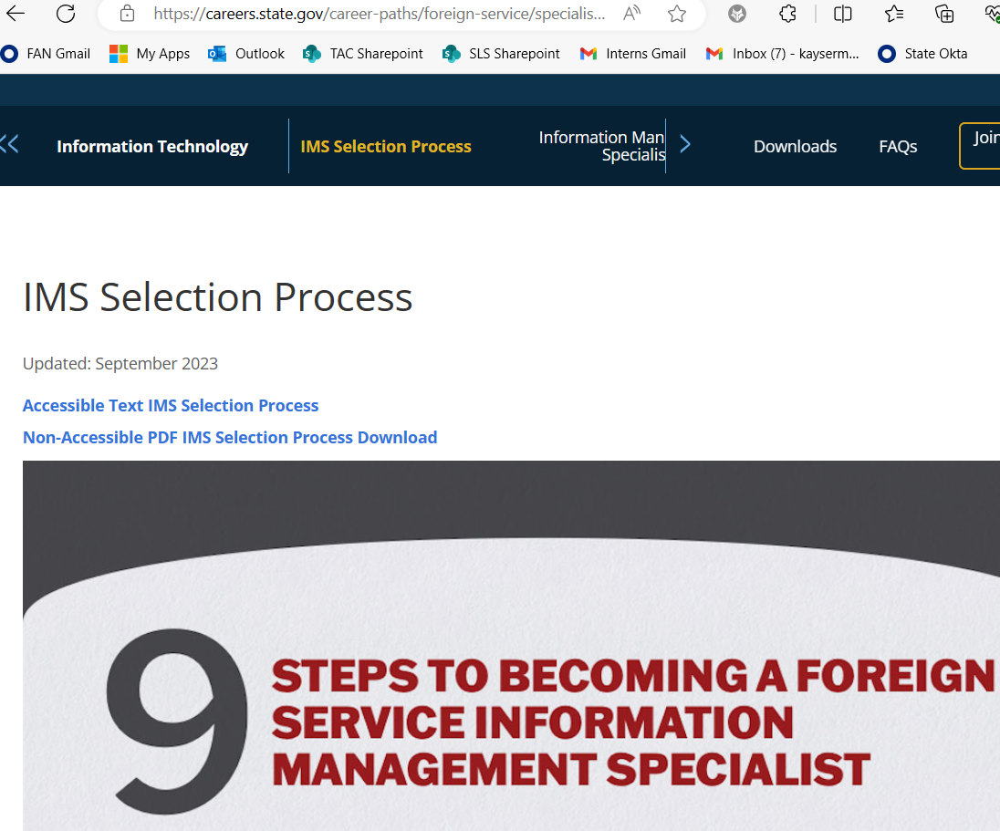 https://careers.state.gov/career-paths/foreign-service/specialis...
FAN Gmail My Apps Outlook TAC Sharepoint SLS Sharepoint Interns Gmail Inbox (7) - kayserm... State Okta
Information Technology
IMS Selection Process
Information Man
Specialis
Downloads
FAQs
Join
IMS Selection Process
Updated: September 2023
Accessible Text IMS Selection Process
Non-Accessible PDF IMS Selection Process Download
9
STEPS TO BECOMING A FOREIGN
SERVICE INFORMATION
MANAGEMENT SPECIALIST